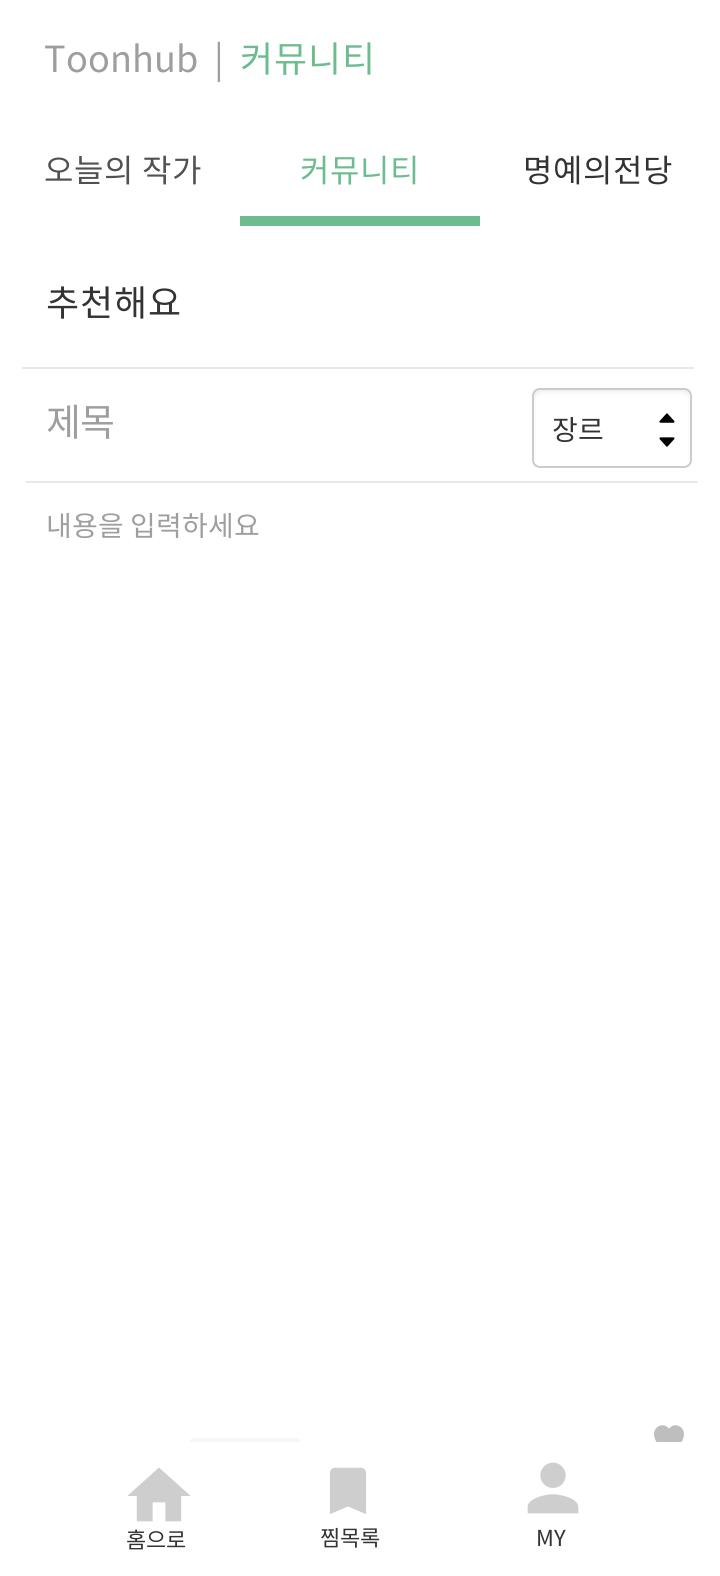 Toonhub | 커뮤니티
오늘의 작가 커뮤니티 명예의전당
추천해요
제목 장르
내용을 입력하세요
홈으로 찜목록 MY